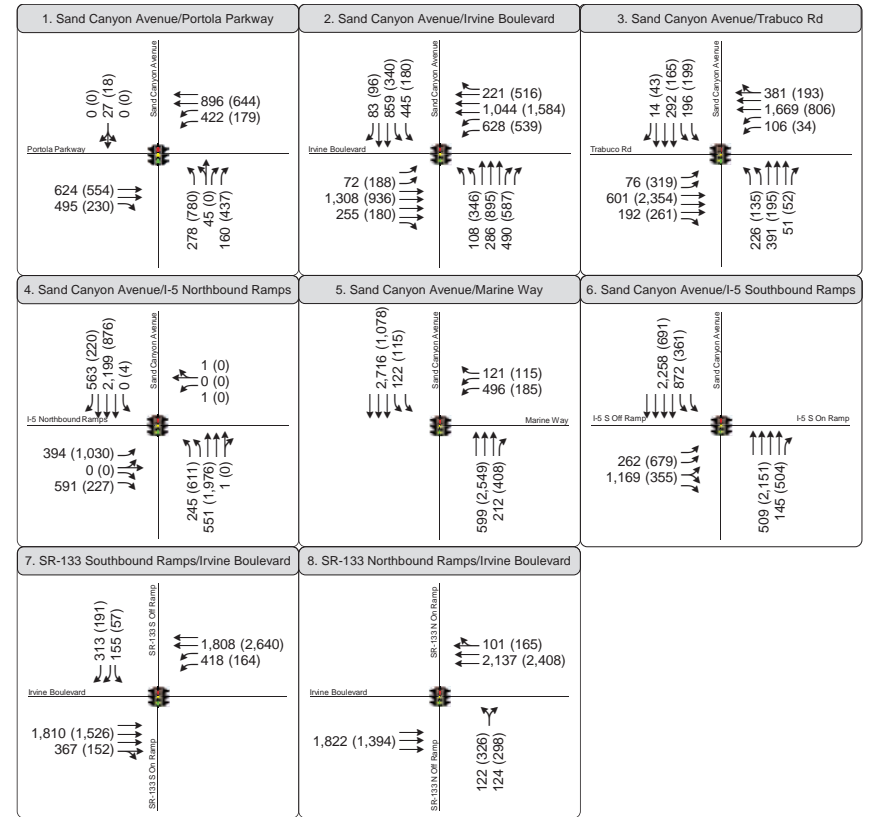 1. Sand Canyon Avenue/Portola Parkway
0 (0)
27 (18)
0 (0)
Sand Canyon Avenue
896 (644)
422 (179)
Portola Parkway
624 (554)
495 (230)
278 (780)
45 (0)
160 (437)
2. Sand Canyon Avenue/Irvine Boulevard
83 (96)
859 (340)
445 (180)
Sand Canyon Avenue
221 (516)
1,044 (1,584)
628 (539)
Irvine Boulevard
72 (188)
1,308 (936)
255 (180)
108 (346)
286 (895)
490 (587)
3. Sand Canyon Avenue/Trabuco Rd
14 (43)
292 (165)
196 (199)
Sand Canyon Avenue
381 (193)
1,669 (806)
106 (34)
Trabuco Rd
76 (319)
601 (2,354)
192 (261)
226 (135)
391 (195)
51 (52)
4. Sand Canyon Avenue/I-5 Northbound Ramps
563 (220)
2,199 (876)
0 (4)
Sand Canyon Avenue
1 (0)
0 (0)
1 (0)
I-5 Northbound Ramps
394 (1,030)
0 (0)
591 (227)
245 (611)
551 (1,976)
1 (0)
5. Sand Canyon Avenue/Marine Way
2,716 (1,078)
122 (115)
Sand Canyon Avenue
121 (115)
496 (185)
Marine Way
599 (2,549)
212 (408)
6. Sand Canyon Avenue/I-5 Southbound Ramps
2,258 (691)
872 (361)
Sand Canyon Avenue
I-5 S Off Ramp
I-5 S On Ramp
262 (679)
1,169 (355)
509 (2,151)
145 (504)
7. SR-133 Southbound Ramps/Irvine Boulevard
313 (191)
155 (57)
SR-133 S Off Ramp
1,808 (2,640)
418 (164)
Irvine Boulevard
1,810 (1,526)
367 (152)
SR-133 S On Ramp
8. SR-133 Northbound Ramps/Irvine Boulevard
SR-133 N On Ramp
101 (165)
2,137 (2,408)
Irvine Boulevard
1,822 (1,394)
SR-133 N Off Ramp
122 (326)
124 (298)